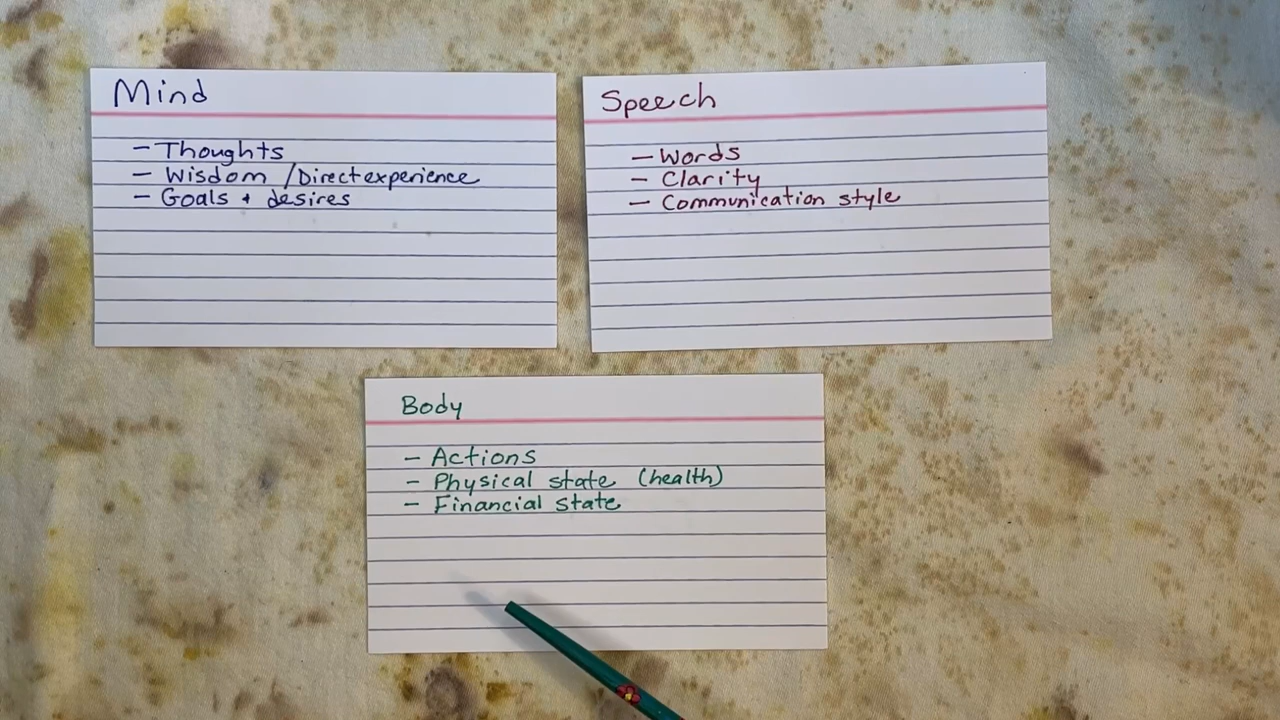 Mind
- Thoughts
- Wisdom / Direct experience
- Goals + desires
Speech
- Words
- Clarity
- Communication style
Body
- Actions
- Physical state (health)
- Financial state